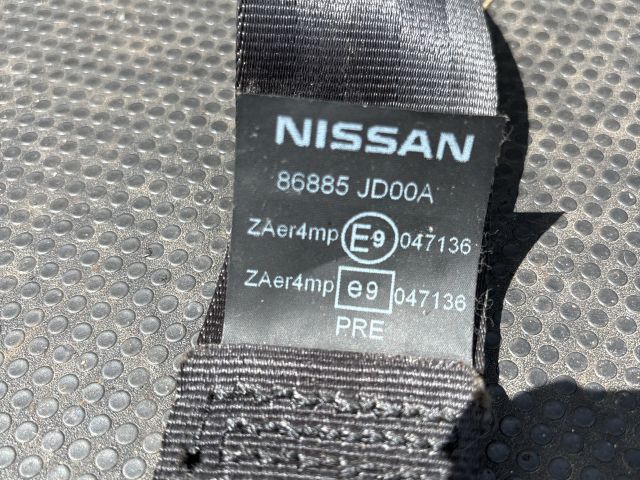 NISSAN
86885 JD00A
ZAer4mp E9 047136
ZAer4mp e9 047136
PRE